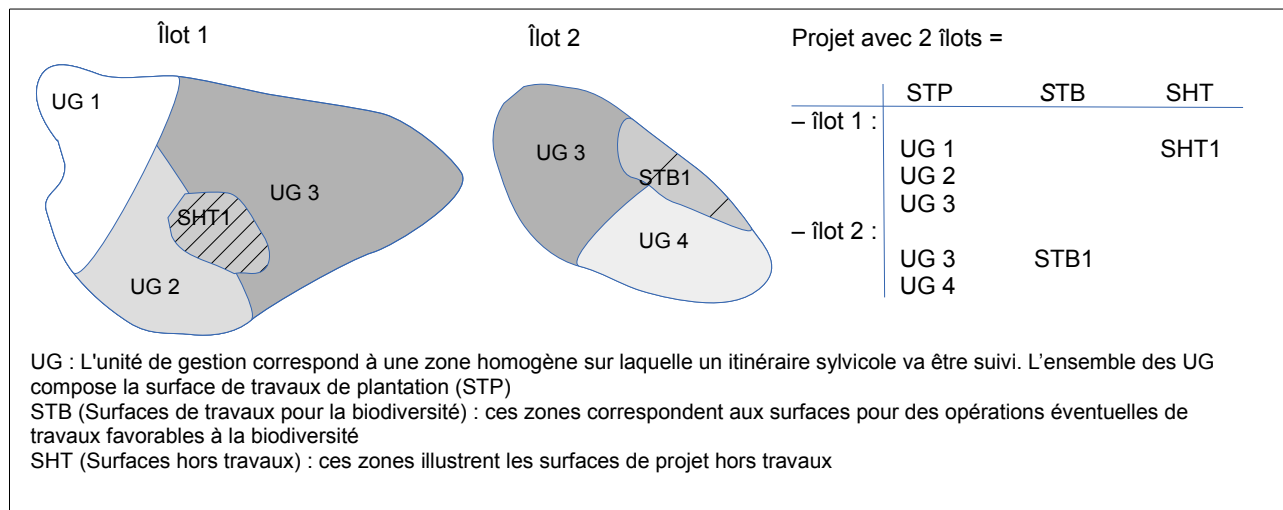 Îlot 1
UG 1
UG 3
SHT1
UG 2
Îlot 2
UG 3
STB1
UG 4
Projet avec 2 îlots =
STP STB SHT
– îlot 1 :
UG 1 SHT1
UG 2
UG 3
– îlot 2 :
UG 3 STB1
UG 4
UG : L'unité de gestion correspond à une zone homogène sur laquelle un itinéraire sylvicole va être suivi. L’ensemble des UG
compose la surface de travaux de plantation (STP)
STB (Surfaces de travaux pour la biodiversité) : ces zones correspondent aux surfaces pour des opérations éventuelles de
travaux favorables à la biodiversité
SHT (Surfaces hors travaux) : ces zones illustrent les surfaces de projet hors travaux